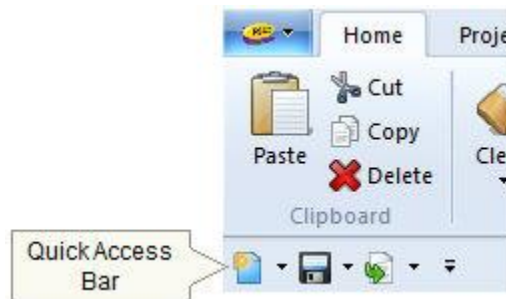 Home Proje
Cut
Copy
Paste Cle
Delete
Clipboard
Quick Access
Bar